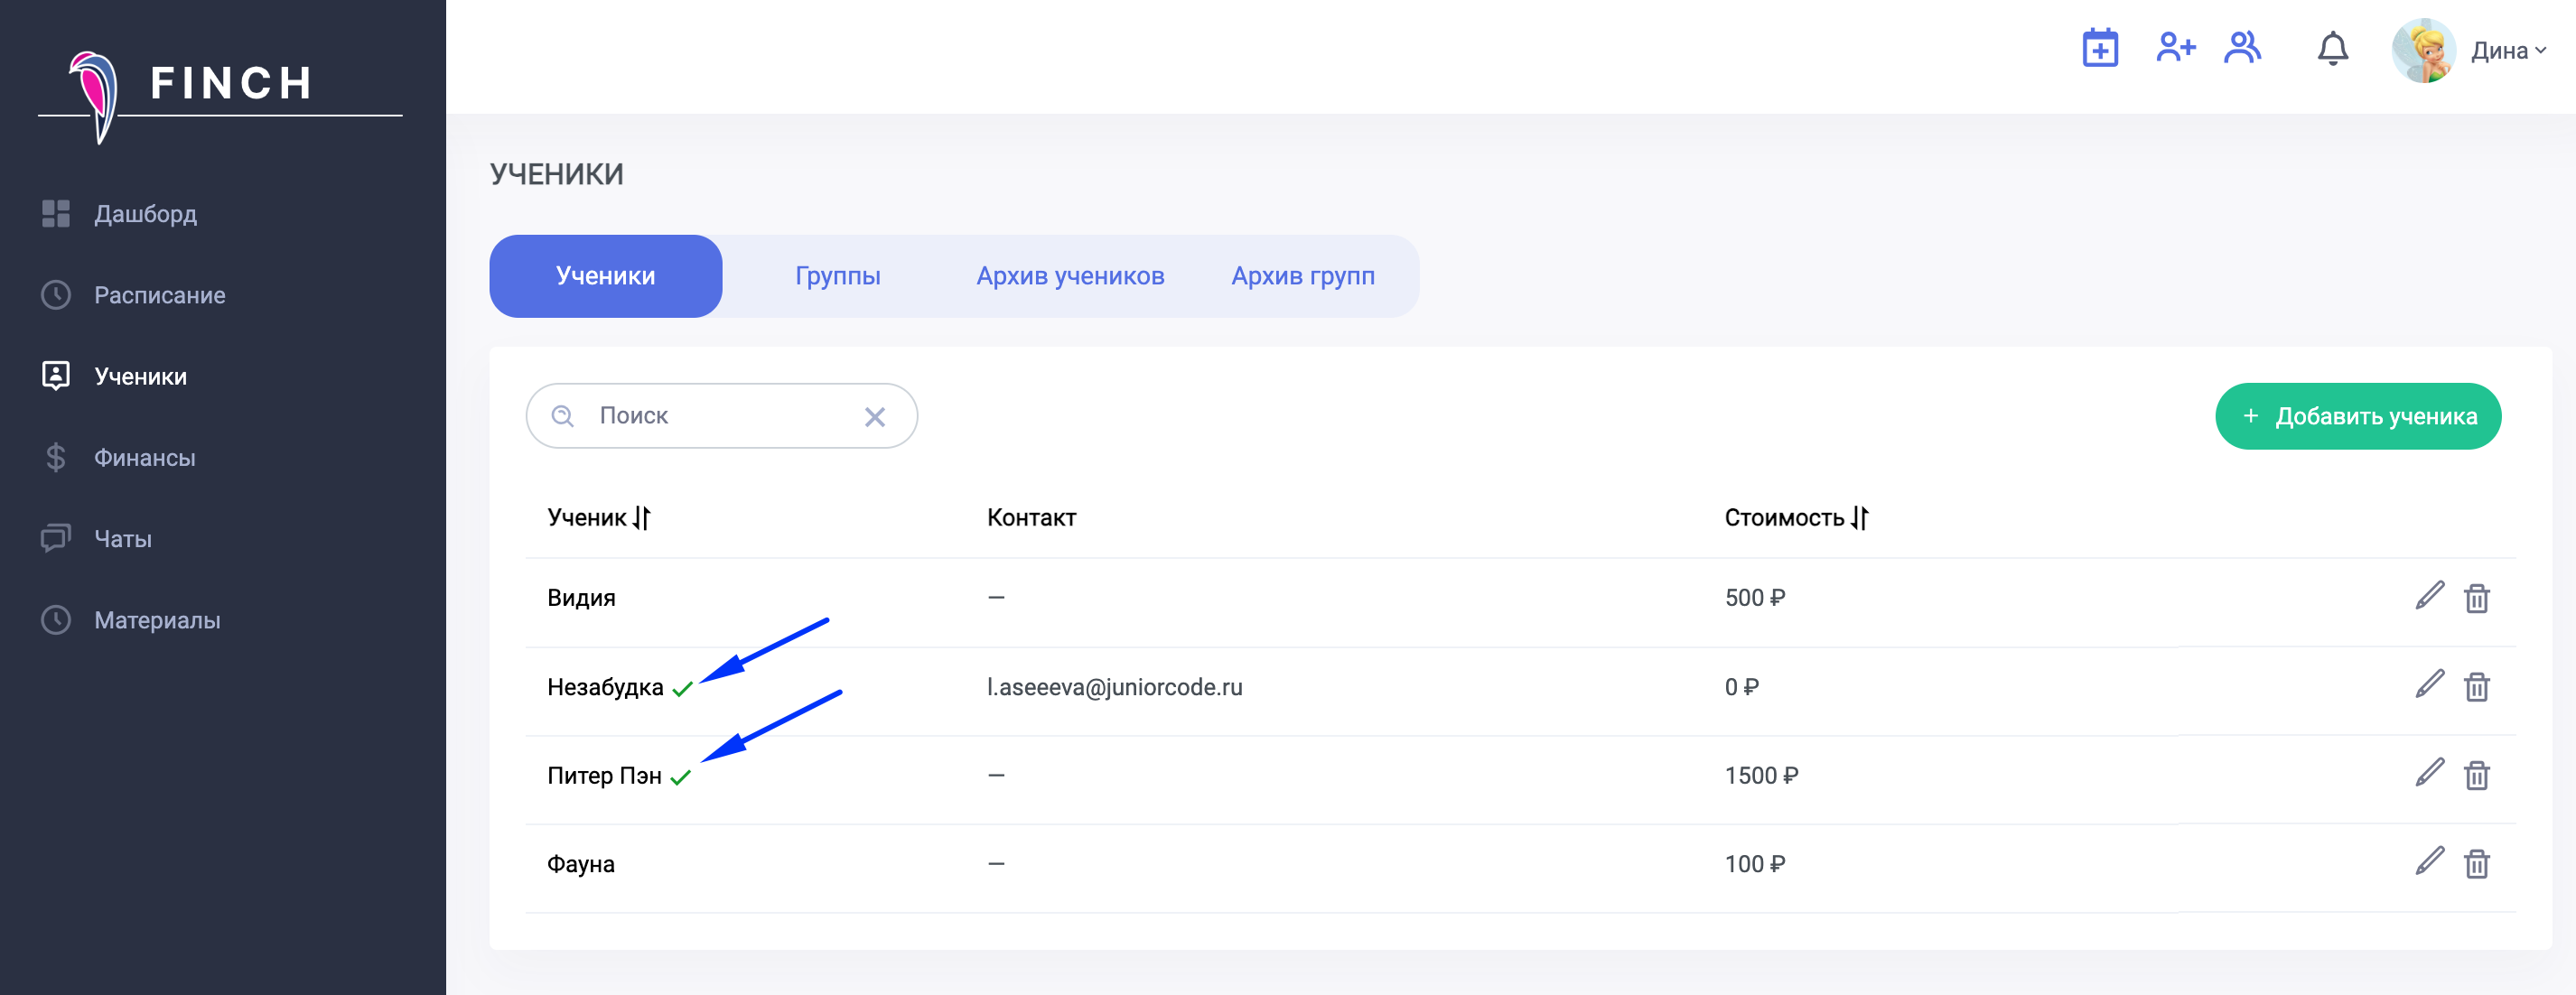 FINCH
Дина
Дашборд
Расписание
Ученики
Финансы
Чаты
Материалы
УЧЕНИКИ
Ученики Группы Архив учеников Архив групп
Поиск
+ Добавить ученика
Ученик Контакт Стоимость
Видия — 500 ₽
Незабудка l.aseeeva@juniorcode.ru 0 ₽
Питер Пэн — 1500 ₽
Фауна — 100 ₽